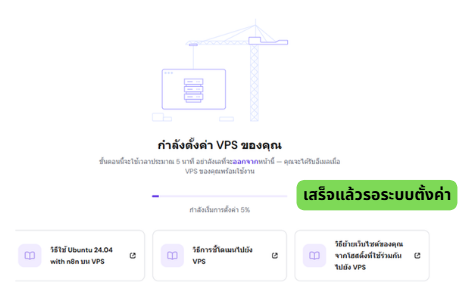 กำลังตั้งค่า VPS ของคุณ
ขั้นตอนนี้จะใช้เวลาประมาณ 5 นาที อย่าลังเลที่จะออกจากหน้านี้ — คุณจะได้รับอีเมลเมื่อ
VPS ของคุณพร้อมใช้งาน
เสร็จแล้วรอระบบตั้งค่า
กำลังเริ่มการตั้งค่า 5%
วิธีใช้ Ubuntu 24.04
with n8n บน VPS
วิธีการชี้โดเมนไปยัง
VPS
วิธีย้ายเว็บไซต์ของคุณ
จากโฮสติ้งที่ใช้ร่วมกัน
ไปยัง VPS